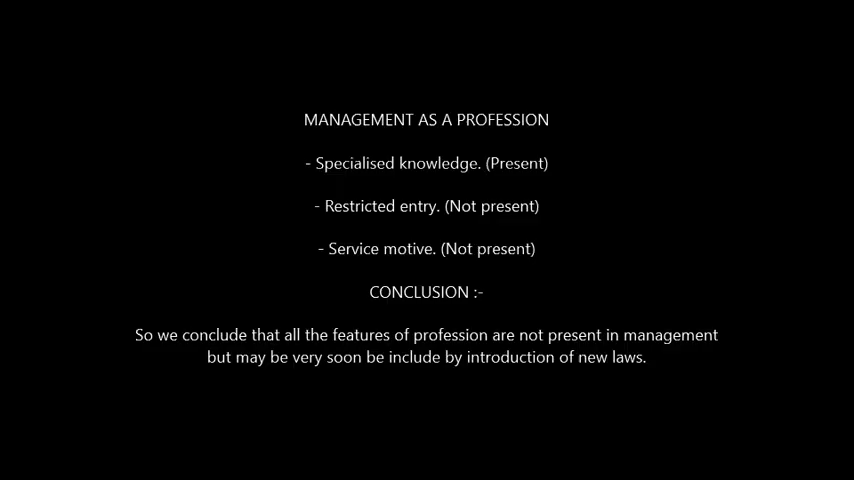 MANAGEMENT AS A PROFESSION
- Specialised knowledge. (Present)
- Restricted entry. (Not present)
- Service motive. (Not present)
CONCLUSION :-
So we conclude that all the features of profession are not present in management
but may be very soon be include by introduction of new laws.